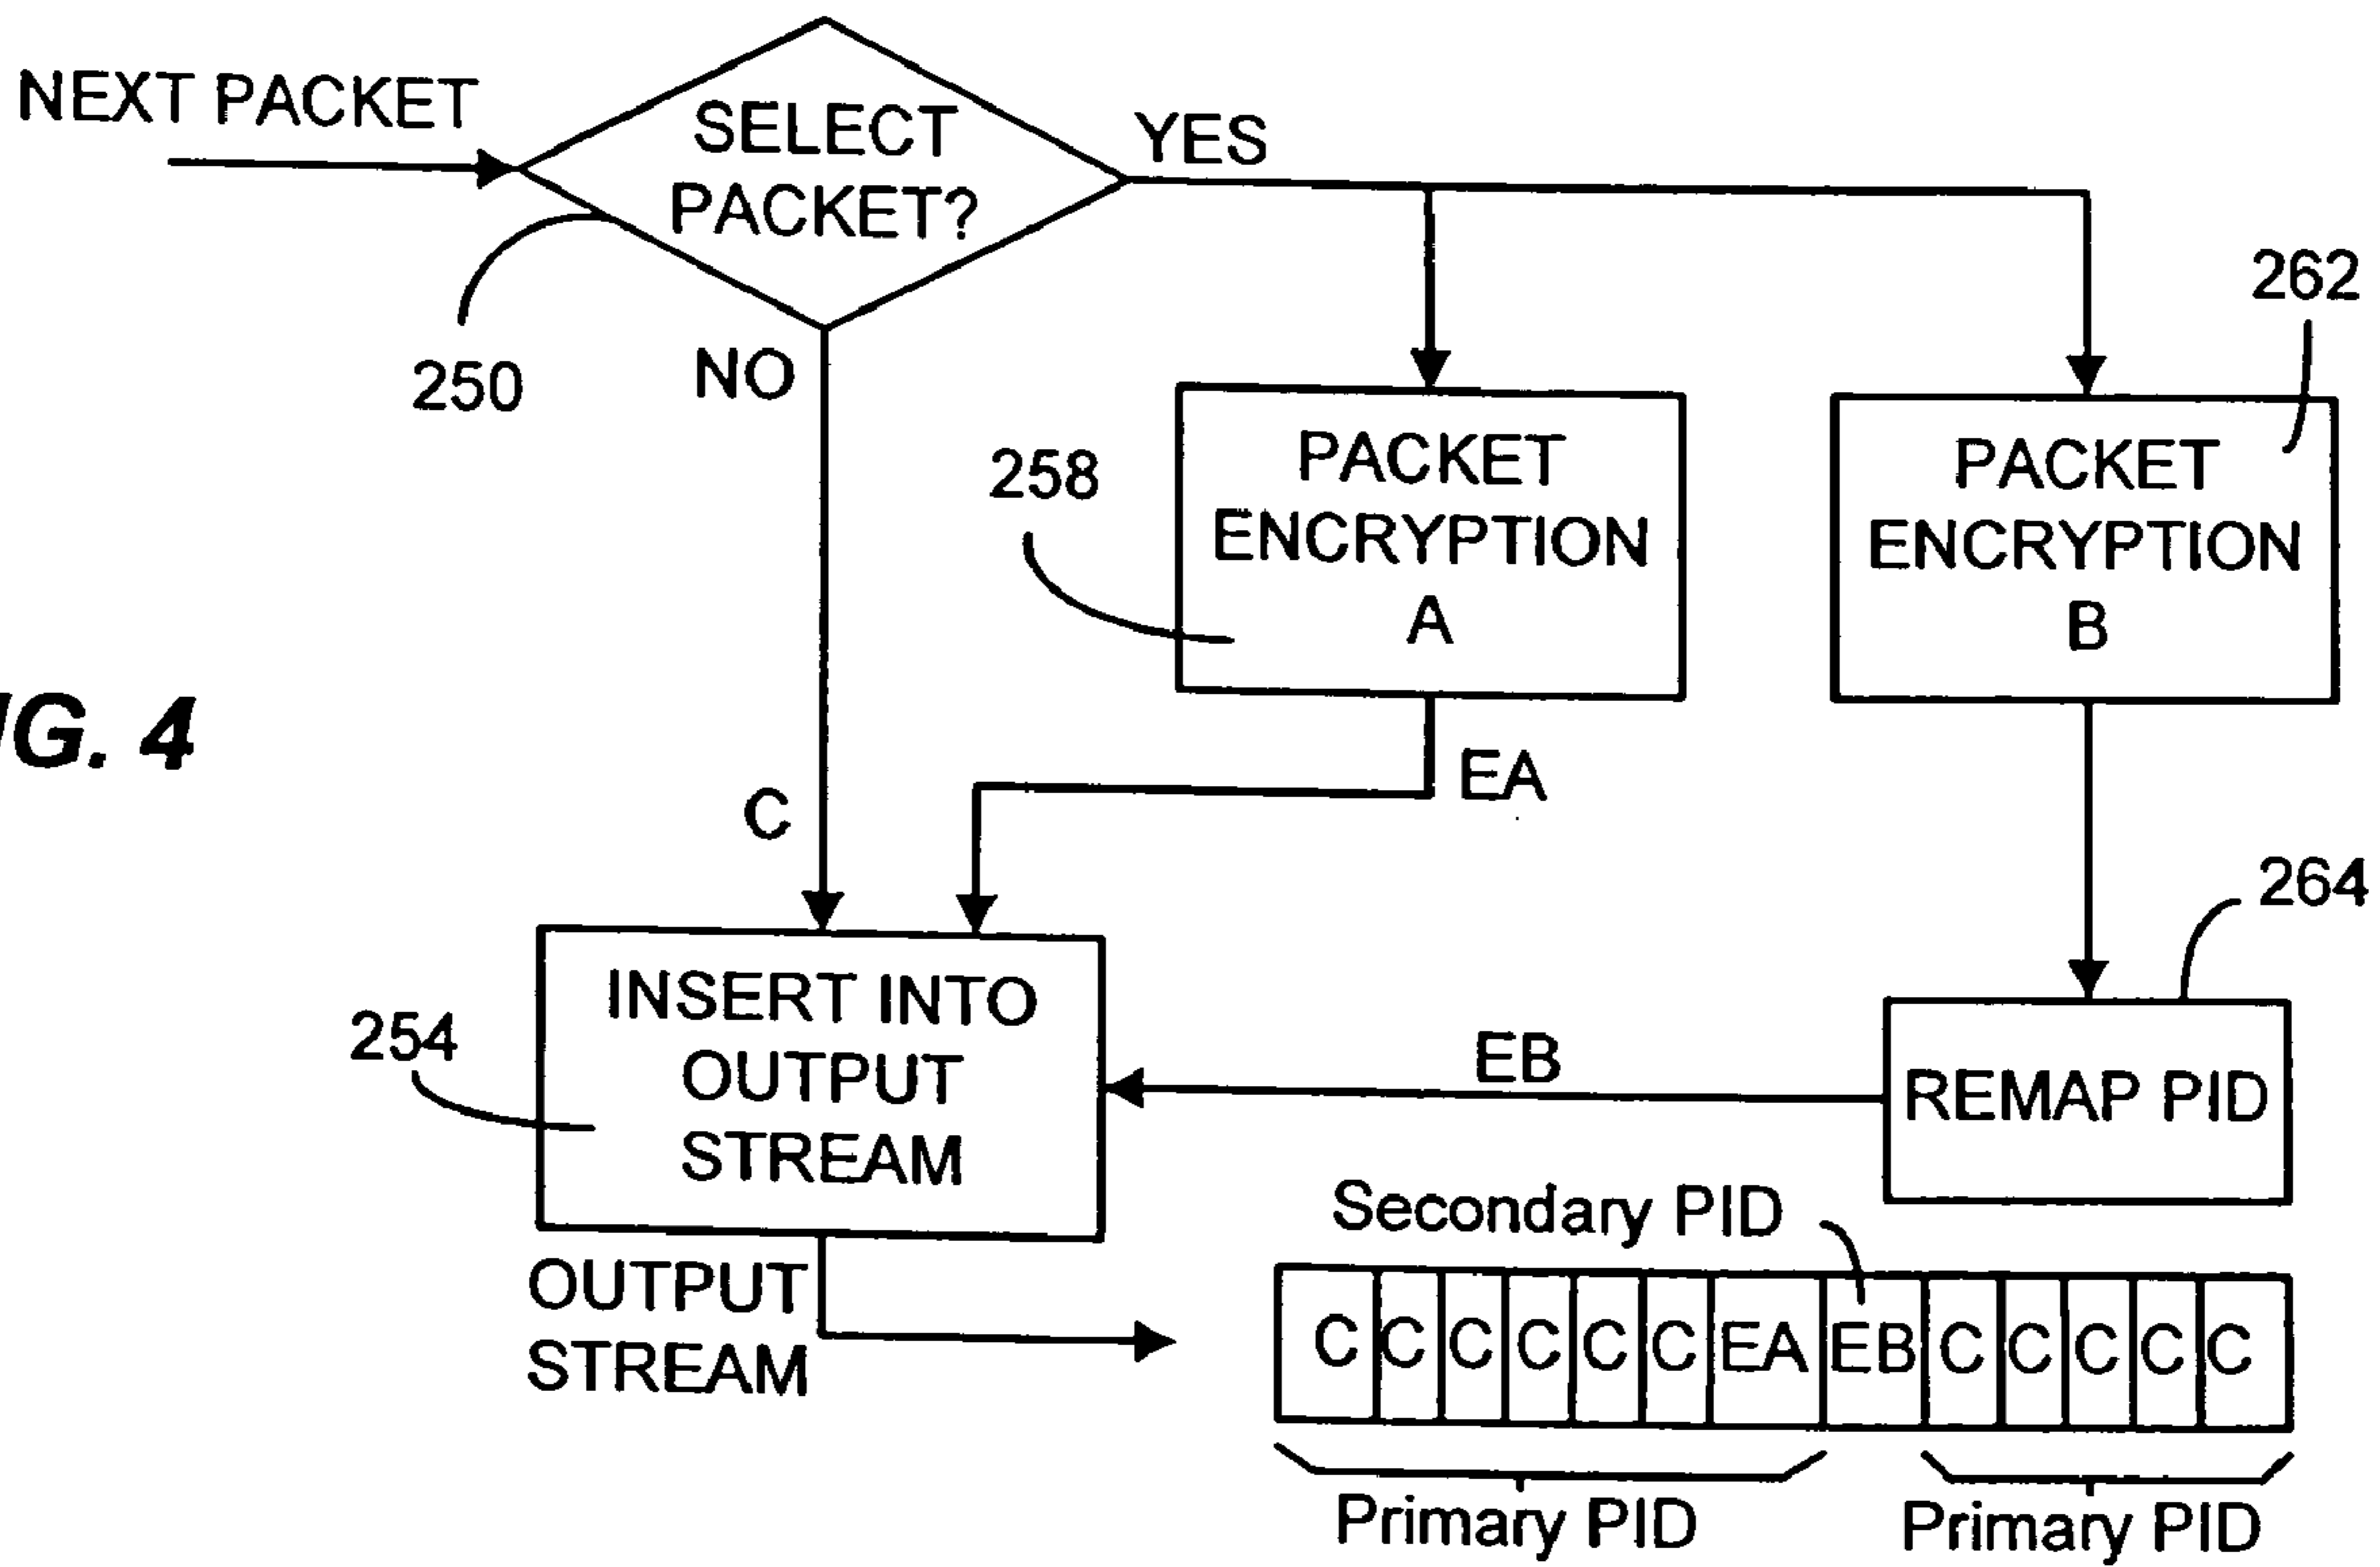 NEXT PACKET
SELECT
PACKET?
YES
262
250
NO
258
PACKET
ENCRYPTION
A
PACKET
ENCRYPTION
B
G. 4
C
EA
264
254
INSERT INTO
OUTPUT
STREAM
EB
REMAP PID
Secondary PID
OUTPUT
STREAM
C C C C C C EA EB C C C C C
Primary PID
Primary PID